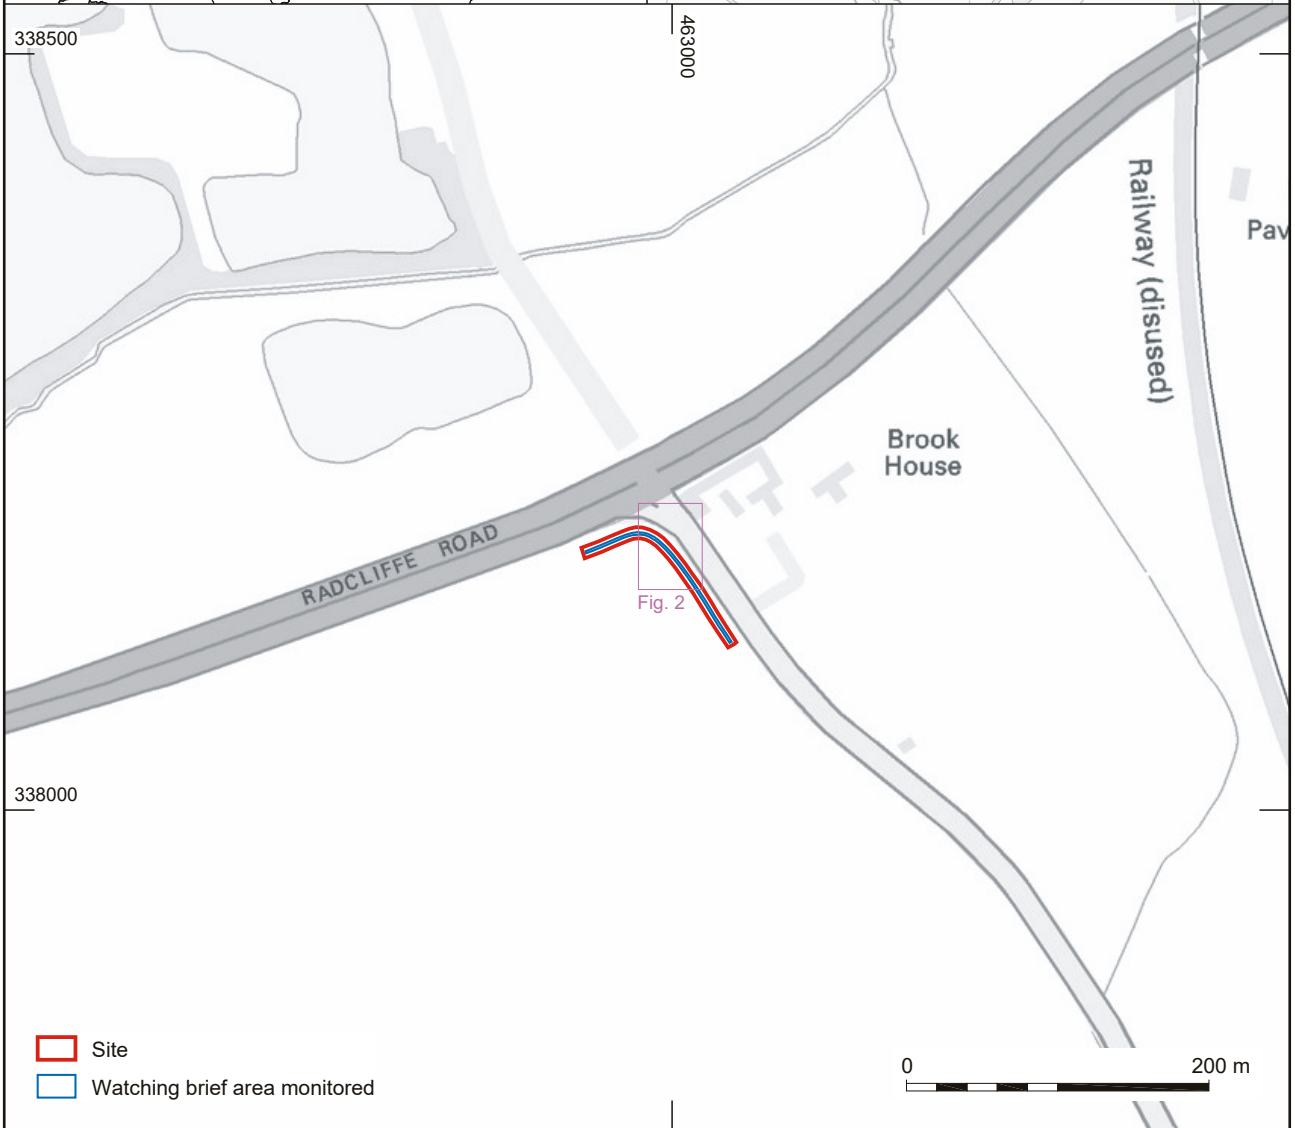 338500
463000
Railway (disused)
Pav
Brook
House
RADCLIFFE ROAD
Fig. 2
338000
Site
Watching brief area monitored
0 200 m